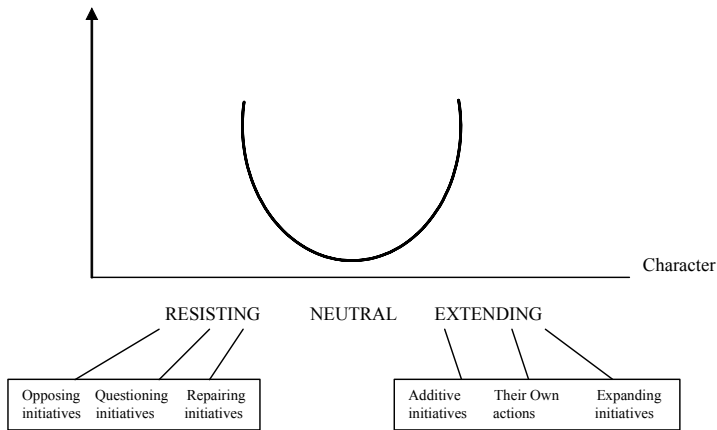 Character
RESISTING NEUTRAL EXTENDING
Opposing initiatives
Questioning initiatives
Repairing initiatives
Additive initiatives
Their Own actions
Expanding initiatives